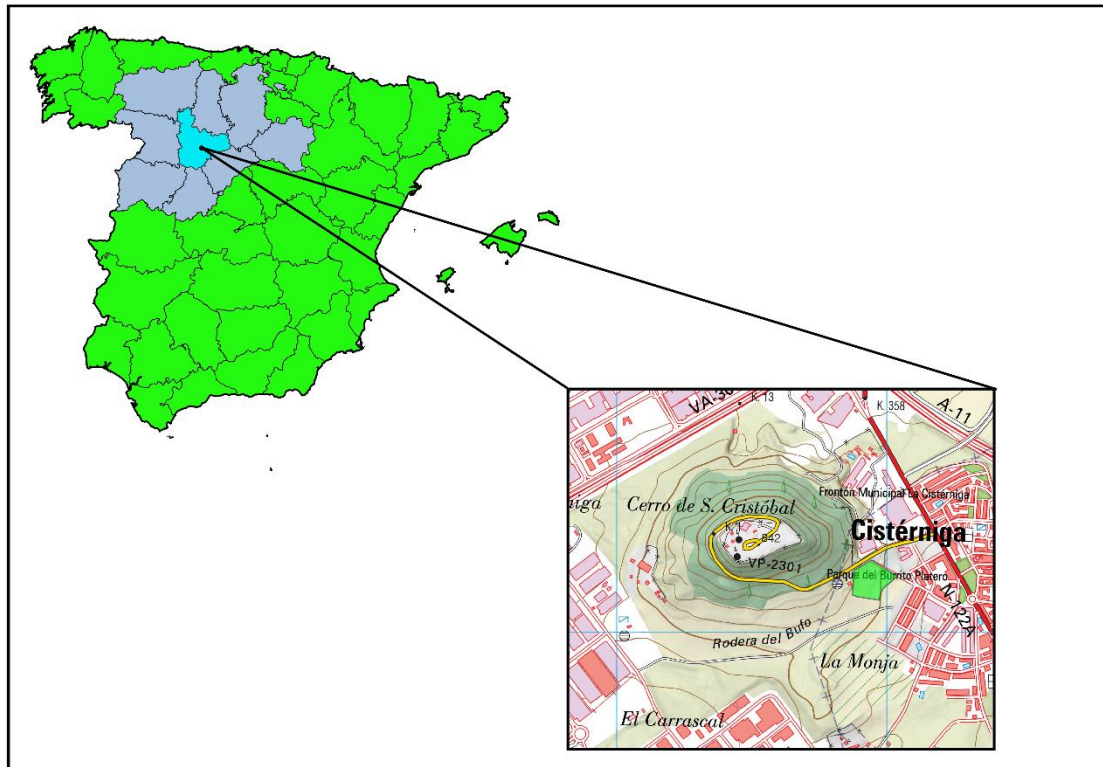 K. 13
VA-30
K. 358
A-11
Frontón Municipal La Cistérniga
Cerro de S. Cristóbal
Cistérniga
K 1
842
VP-2301
Parque del Burrito Platero
N-122A
Rodera del Bufo
La Monja
El Carrascal